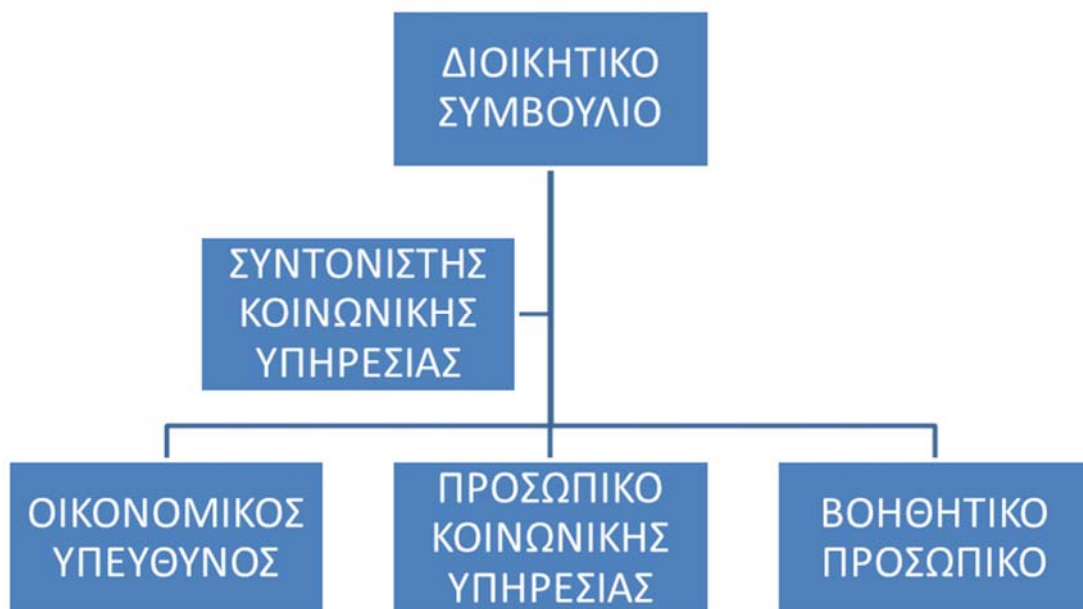 ΔΙΟΙΚΗΤΙΚΟ
ΣΥΜΒΟΥΛΙΟ
ΣΥΝΤΟΝΙΣΤΗΣ
ΚΟΙΝΩΝΙΚΗΣ
ΥΠΗΡΕΣΙΑΣ
ΟΙΚΟΝΟΜΙΚΟΣ
ΥΠΕΥΘΥΝΟΣ
ΠΡΟΣΩΠΙΚΟ
ΚΟΙΝΩΝΙΚΗΣ
ΥΠΗΡΕΣΙΑΣ
ΒΟΗΘΗΤΙΚΟ
ΠΡΟΣΩΠΙΚΟ